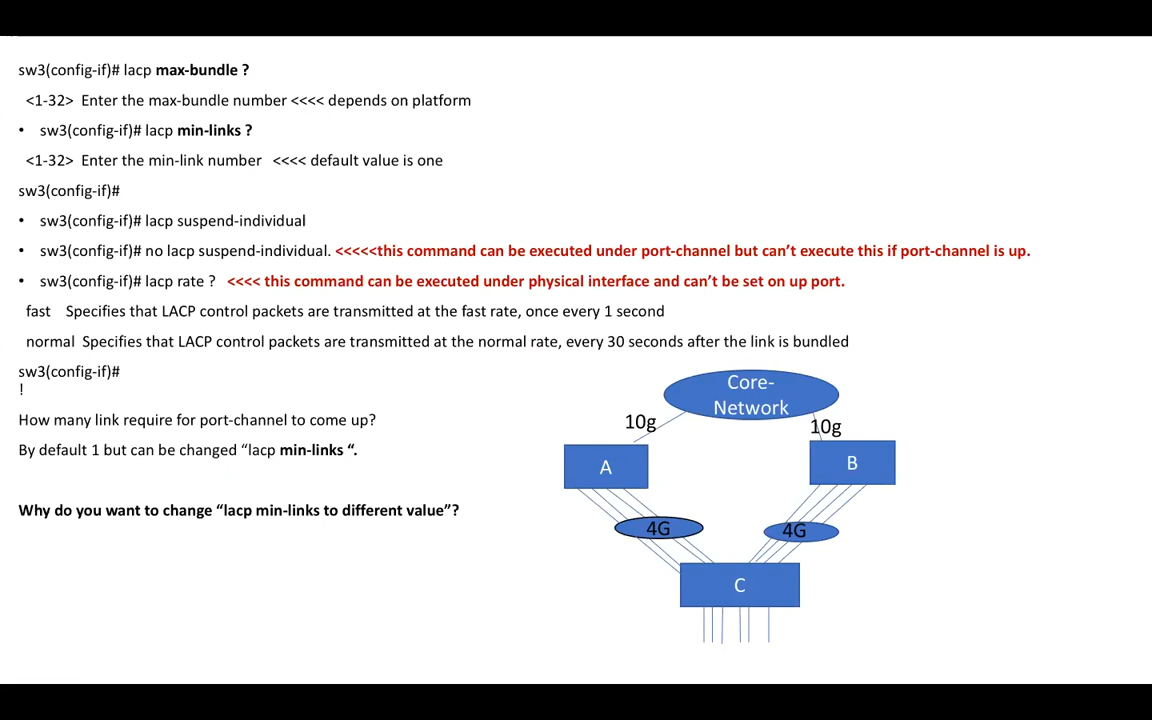 sw3(config-if)# lacp max-bundle ?
<1-32>  Enter the max-bundle number <<<< depends on platform
• sw3(config-if)# lacp min-links ?
<1-32>  Enter the min-link number   <<<< default value is one
sw3(config-if)#
• sw3(config-if)# lacp suspend-individual
• sw3(config-if)# no lacp suspend-individual. <<<<<this command can be executed under port-channel but can’t execute this if port-channel is up.
• sw3(config-if)# lacp rate ?   <<<< this command can be executed under physical interface and can’t be set on up port.
fast    Specifies that LACP control packets are transmitted at the fast rate, once every 1 second
normal  Specifies that LACP control packets are transmitted at the normal rate, every 30 seconds after the link is bundled
sw3(config-if)#
!
How many link require for port-channel to come up?
By default 1 but can be changed “lacp min-links “.
Why do you want to change “lacp min-links to different value”?
Core-
Network
10g
10g
A
B
4G
4G
C